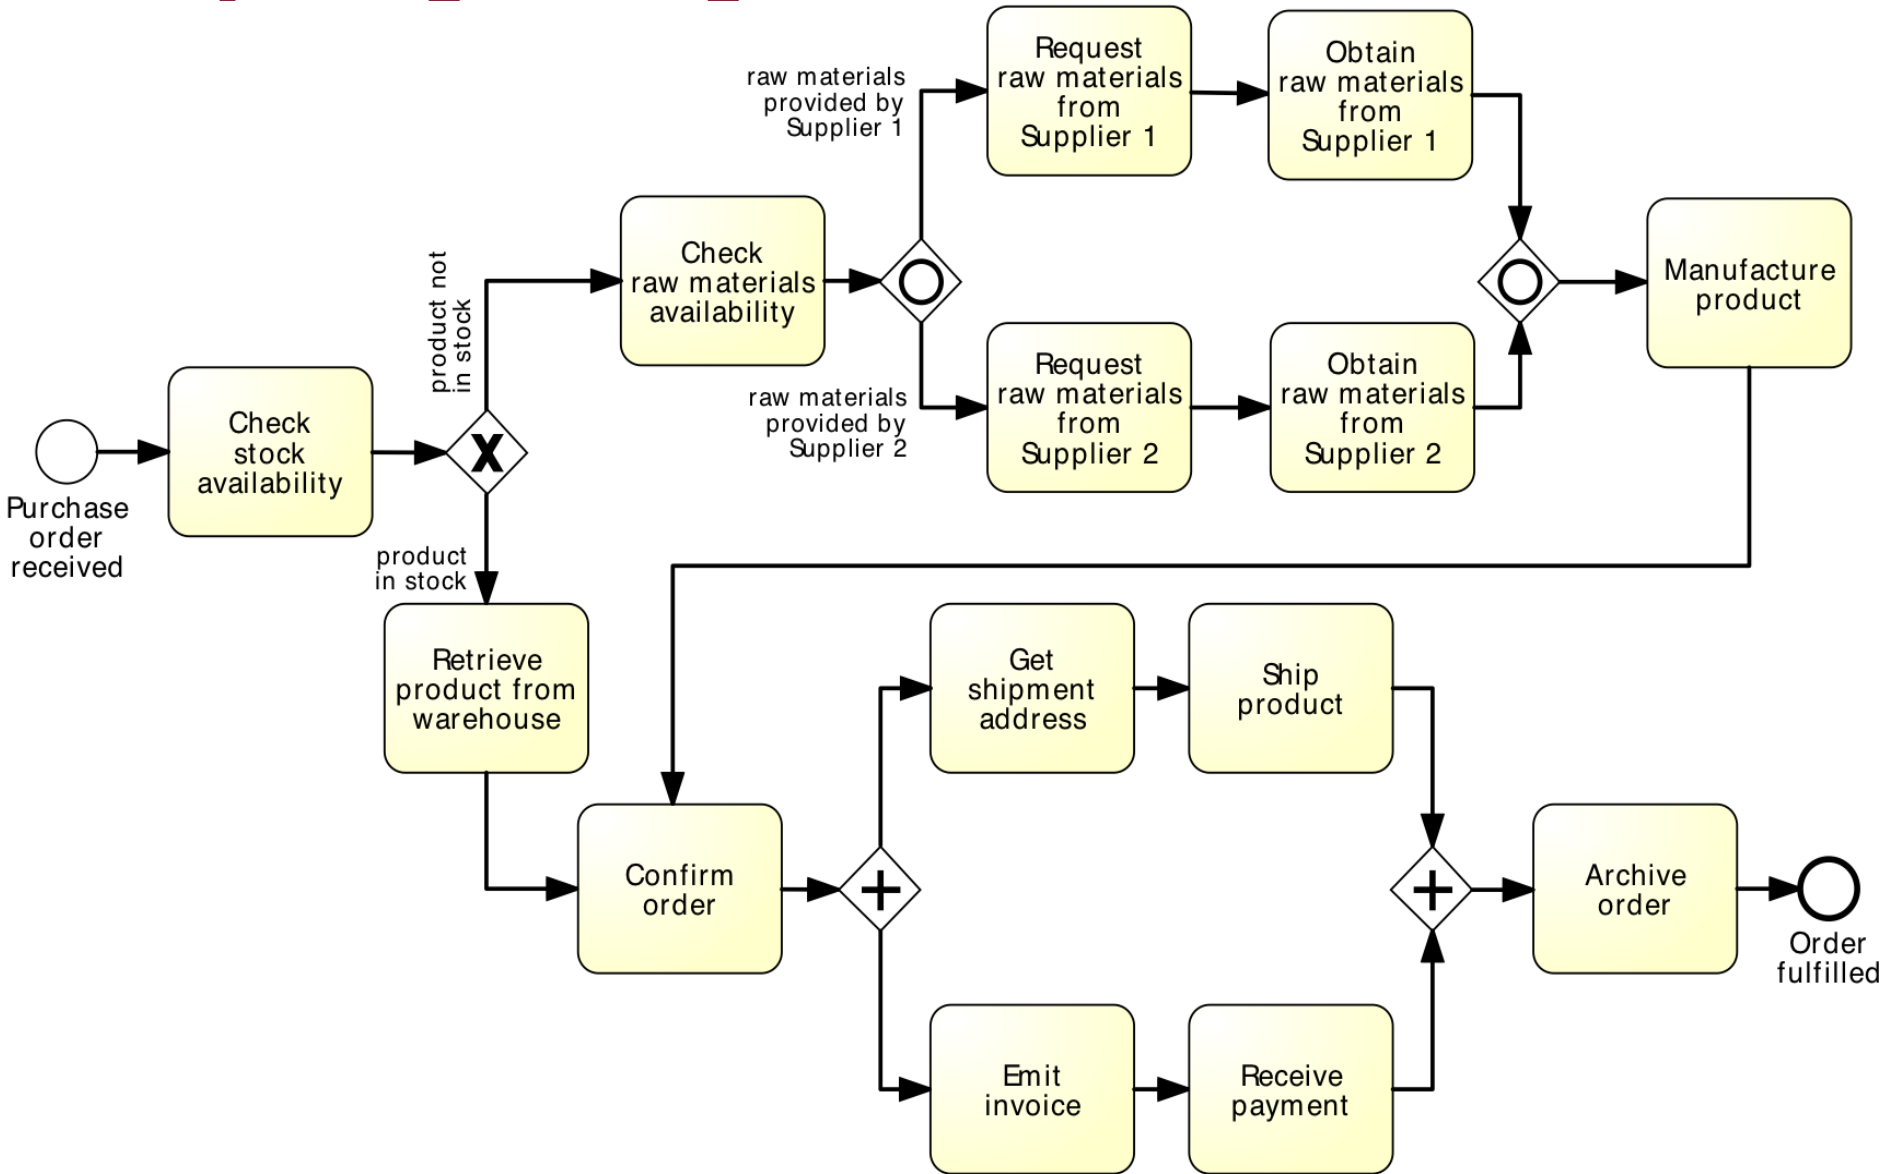 raw materials
provided by
Supplier 1
Request
raw materials
from
Supplier 1
Obtain
raw materials
from
Supplier 1
product not
in stock
Check
raw materials
availability
Manufacture
product
Purchase
order
received
Check
stock
availability
X
raw materials
provided by
Supplier 2
Request
raw materials
from
Supplier 2
Obtain
raw materials
from
Supplier 2
product
in stock
Retrieve
product from
warehouse
Get
shipment
address
Ship
product
Confirm
order
Archive
order
Order
fulfilled
Emit
invoice
Receive
payment